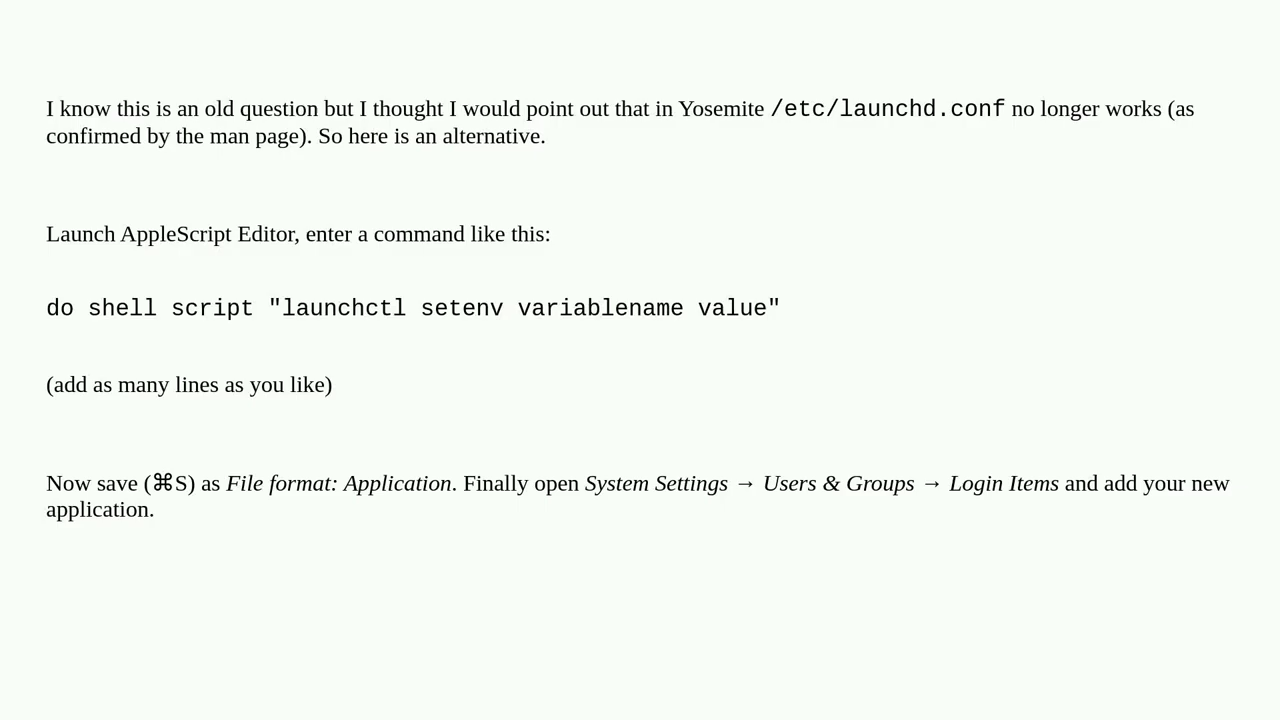 I know this is an old question but I thought I would point out that in Yosemite /etc/launchd.conf no longer works (as
confirmed by the man page). So here is an alternative.
Launch AppleScript Editor, enter a command like this:
do shell script "launchctl setenv variablename value"
(add as many lines as you like)
Now save (⌘S) as File format: Application. Finally open System Settings → Users & Groups → Login Items and add your new
application.